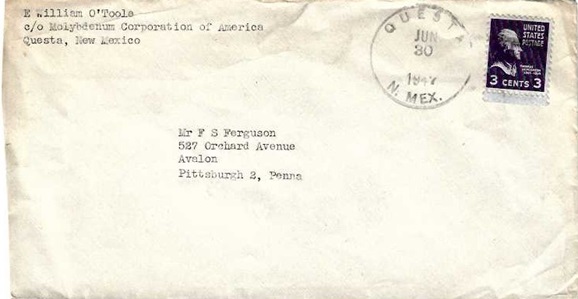 E William O'Toole
c/o Molybdenum Corporation of America
Questa, New Mexico
QUESTA,
JUN
30
1947
N. MEX.
UNITED
STATES
POSTAGE
3 CENTS 3
Mr F S Ferguson
527 Orchard Avenue
Avalon
Pittsburgh 2, Penna